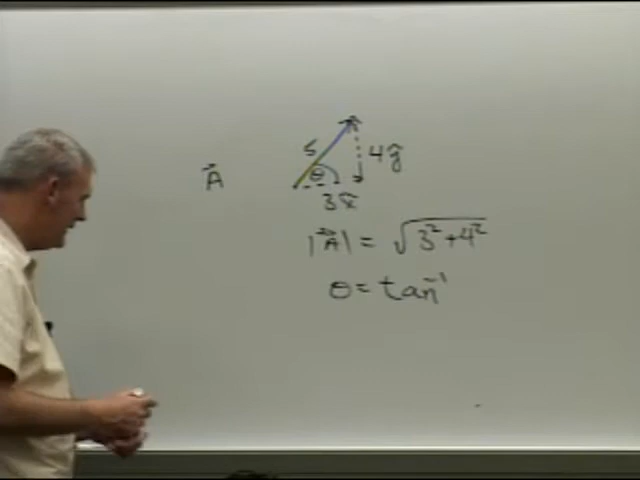 5
θ
4ŷ
A⃗
3x̂
|A⃗| = √3²+4²
θ = tan⁻¹